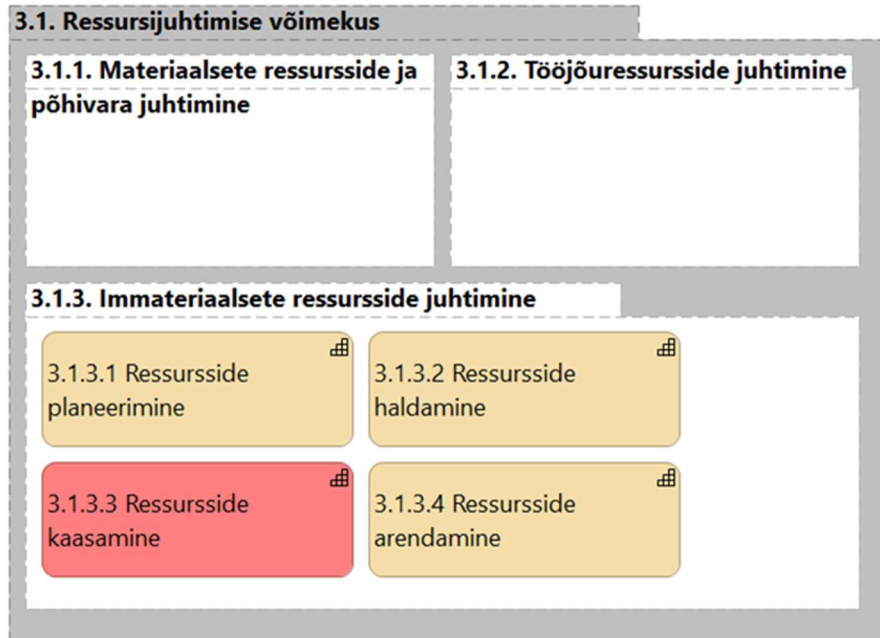 3.1. Ressursijuhtimise võimekus
3.1.1. Materiaalsete ressursside ja
põhivara juhtimine
3.1.2. Tööjõuressursside juhtimine
3.1.3. Immateriaalsete ressursside juhtimine
3.1.3.1 Ressursside
planeerimine
3.1.3.2 Ressursside
haldamine
3.1.3.3 Ressursside
kaasamine
3.1.3.4 Ressursside
arendamine